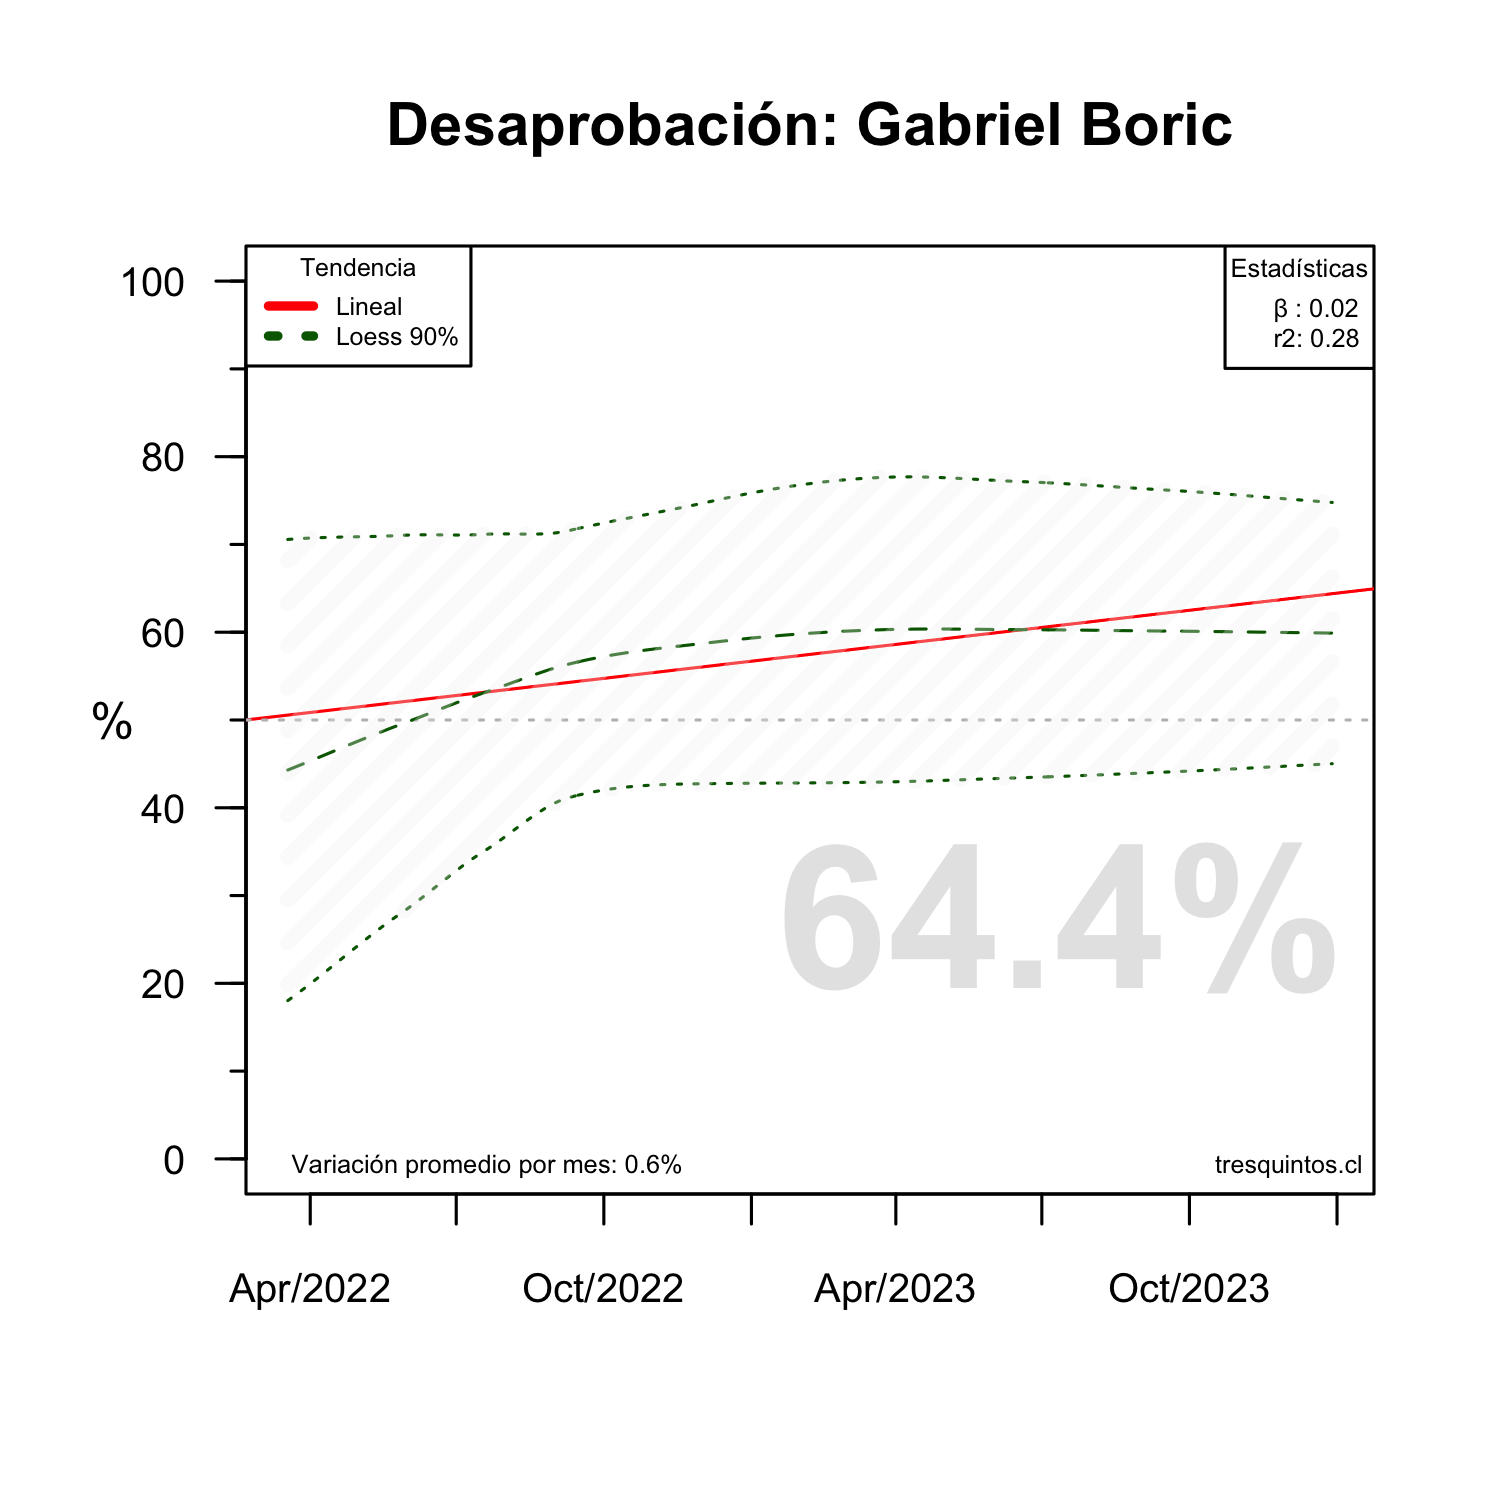 Desaprobación: Gabriel Boric
Tendencia
Lineal
Loess 90%
Estadísticas
β : 0.02
r2: 0.28
100
80
60
%
40
20
0
64.4%
Variación promedio por mes: 0.6%
tresquintos.cl
Apr/2022
Oct/2022
Apr/2023
Oct/2023